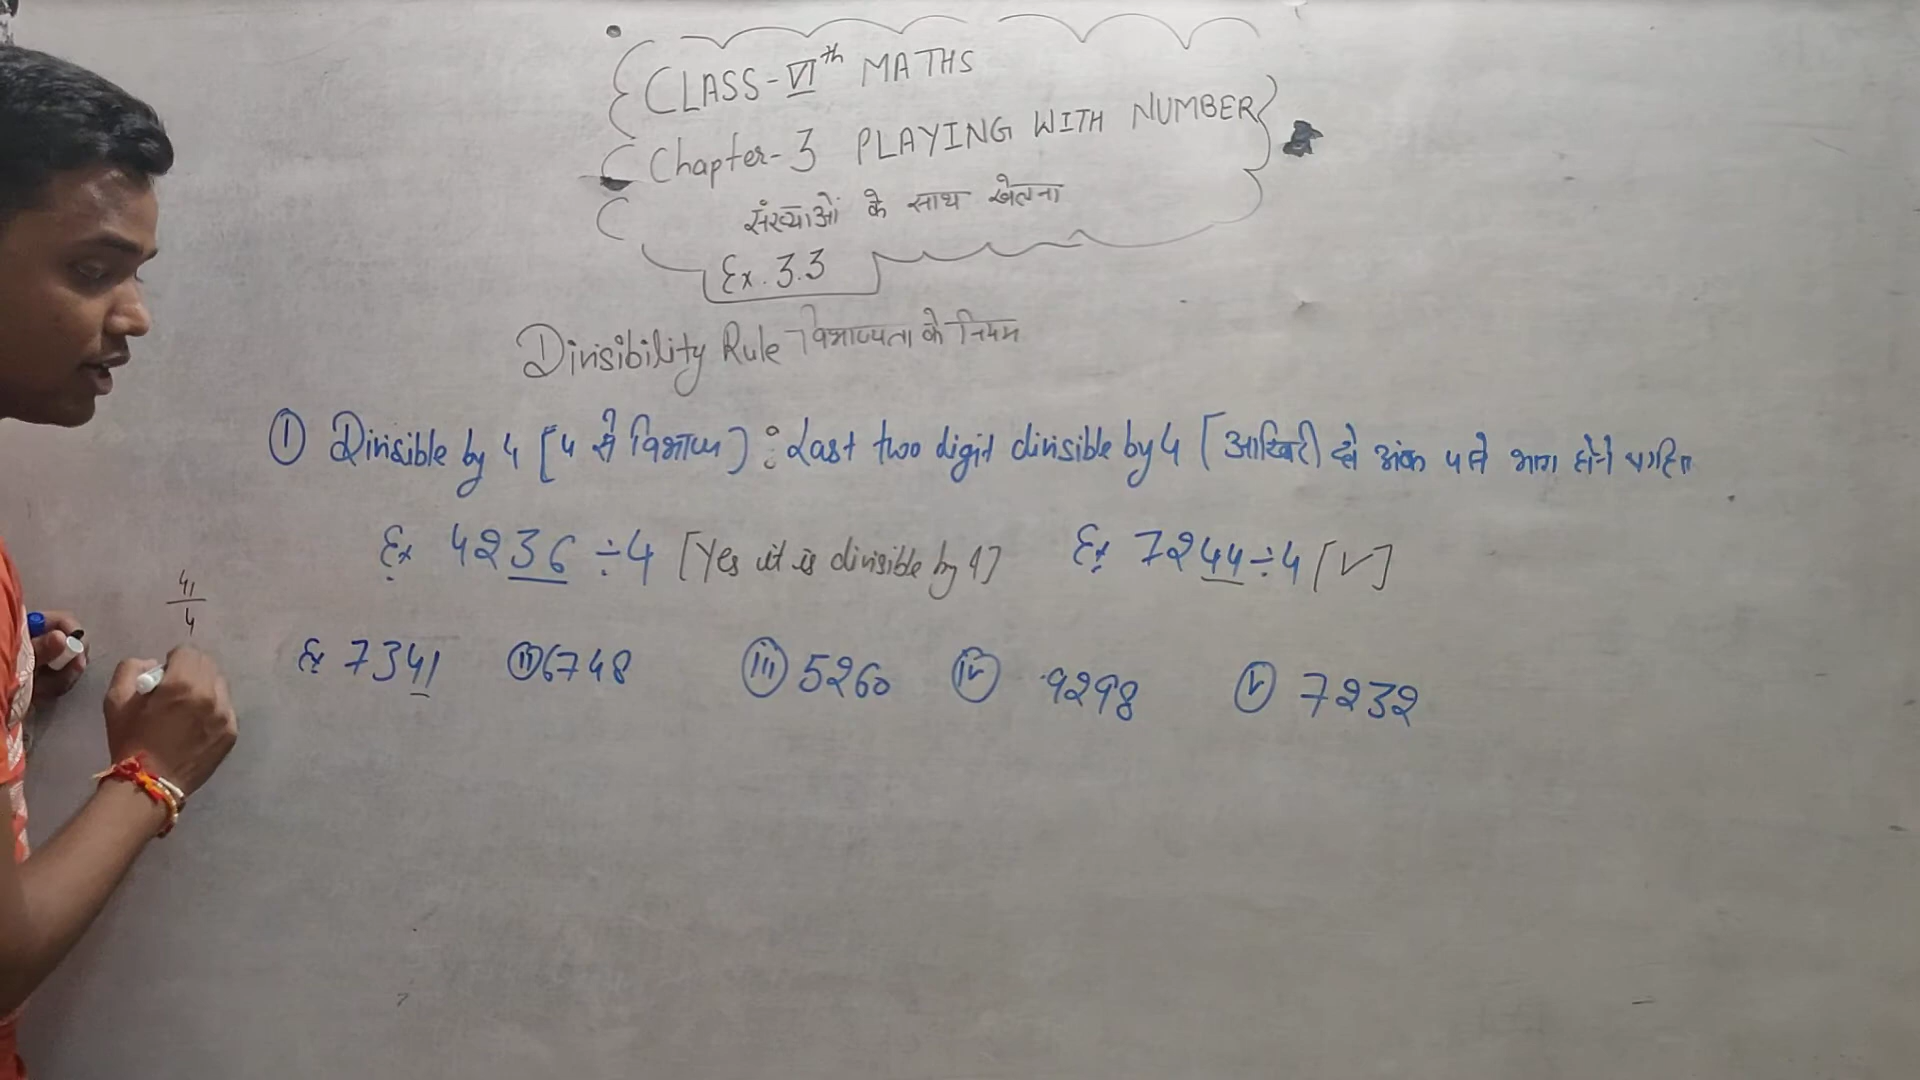 CLASS-VIth MATHS
Chapter-3 PLAYING WITH NUMBER
संख्याओं के साथ खेलना
Ex. 3.3
Divisibility Rule विभाज्यता के नियम
① Divisible by 4 [4 से विभाज्य] : Last two digit divisible by 4 [आखिरी दो अंक 4 से भाग होने चाहिए
Ex 4236 ÷ 4 [Yes it is divisible by 4] Ex 7244 ÷ 4 [✓]
41
4
Ex 7341 (ii) 6748 (iii) 5260 (iv) 9298 (v) 7232